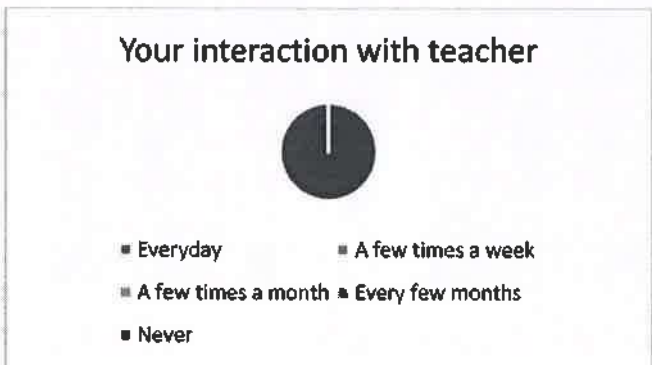 Your interaction with teacher
Everyday A few times a week
A few times a month Every few months
Never